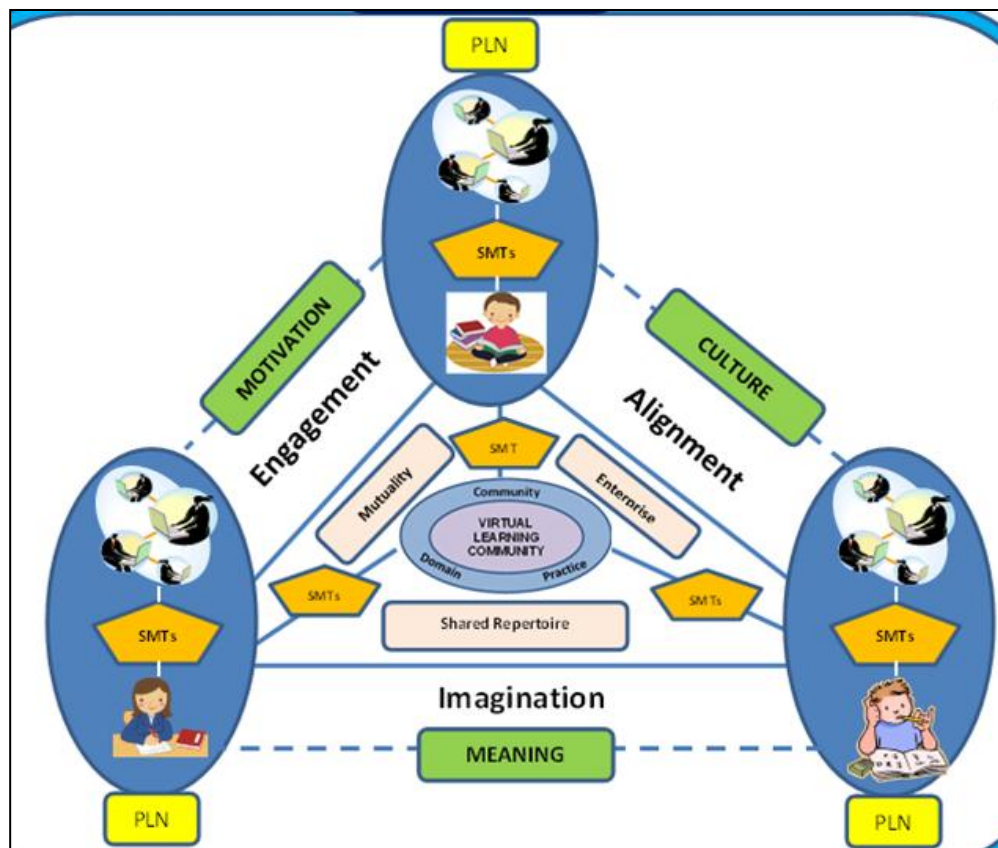 PLN
SMTs
MOTIVATION
CULTURE
Engagement
Alignment
SMT
Mutuality
Enterprise
Community
VIRTUAL
LEARNING
COMMUNITY
Domain
Practice
SMTs
SMTs
Shared Repertoire
SMTs
SMTs
Imagination
MEANING
PLN
PLN